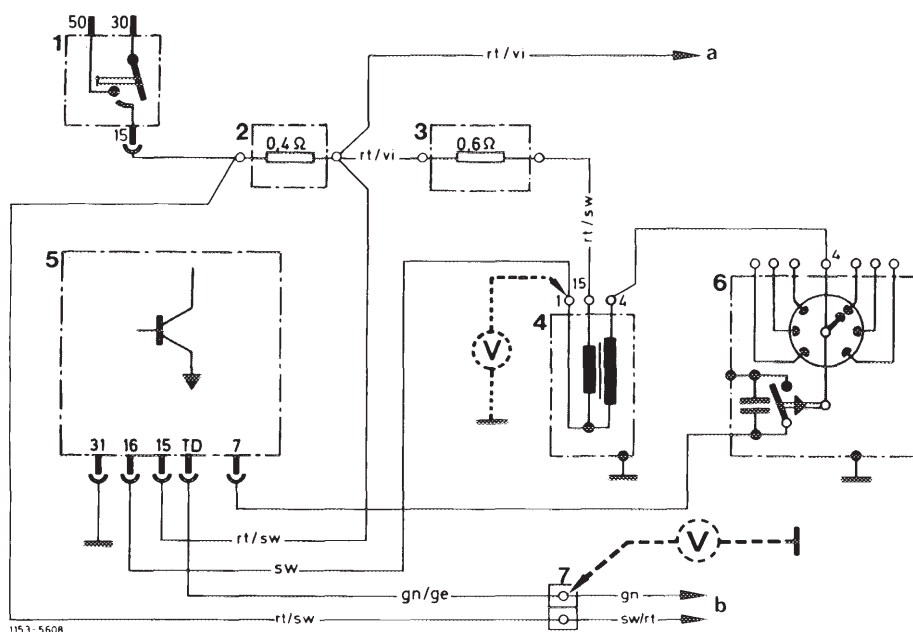 50 30
1
15
2
0,4Ω
rt/vi
a
rt/vi
3
0,6Ω
rt/sw
5
31 16 15 TD 7
1 15 4
4
V
4
6
rt/sw
sw
V
gn/ge
7
gn
b
rt/sw
sw/rt
1153-5608